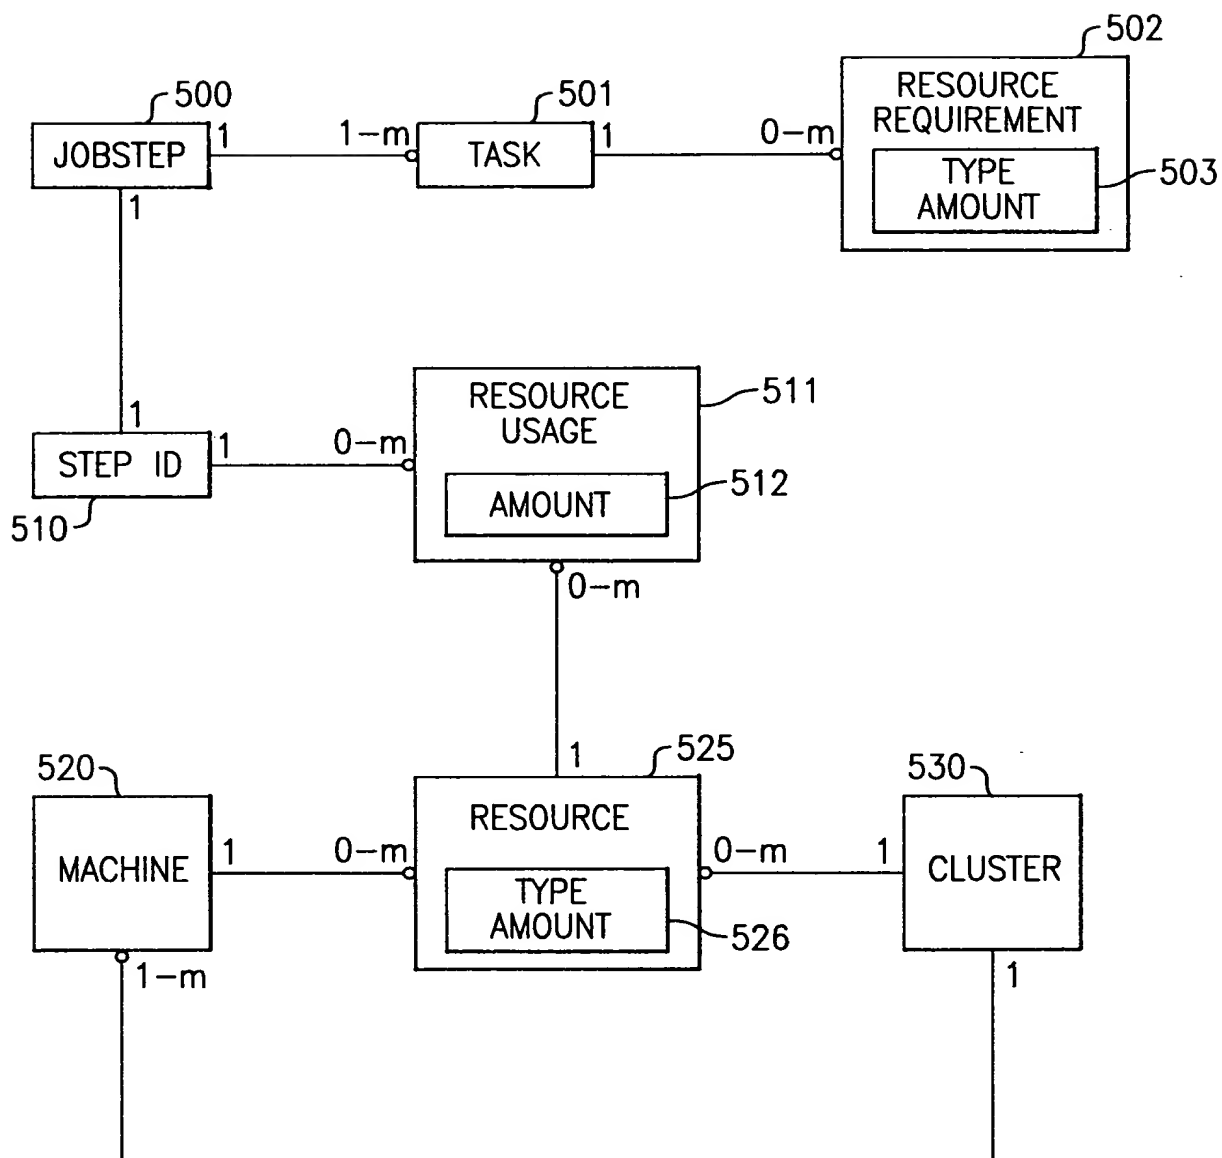 502
500
501
RESOURCE
REQUIREMENT
JOBSTEP
1
1-m
TASK
1
0-m
TYPE
AMOUNT
503
1
1
RESOURCE
USAGE
511
STEP ID
1
0-m
AMOUNT
512
510
0-m
1
525
520
530
RESOURCE
MACHINE
1
0-m
0-m
1
CLUSTER
TYPE
AMOUNT
526
1-m
1